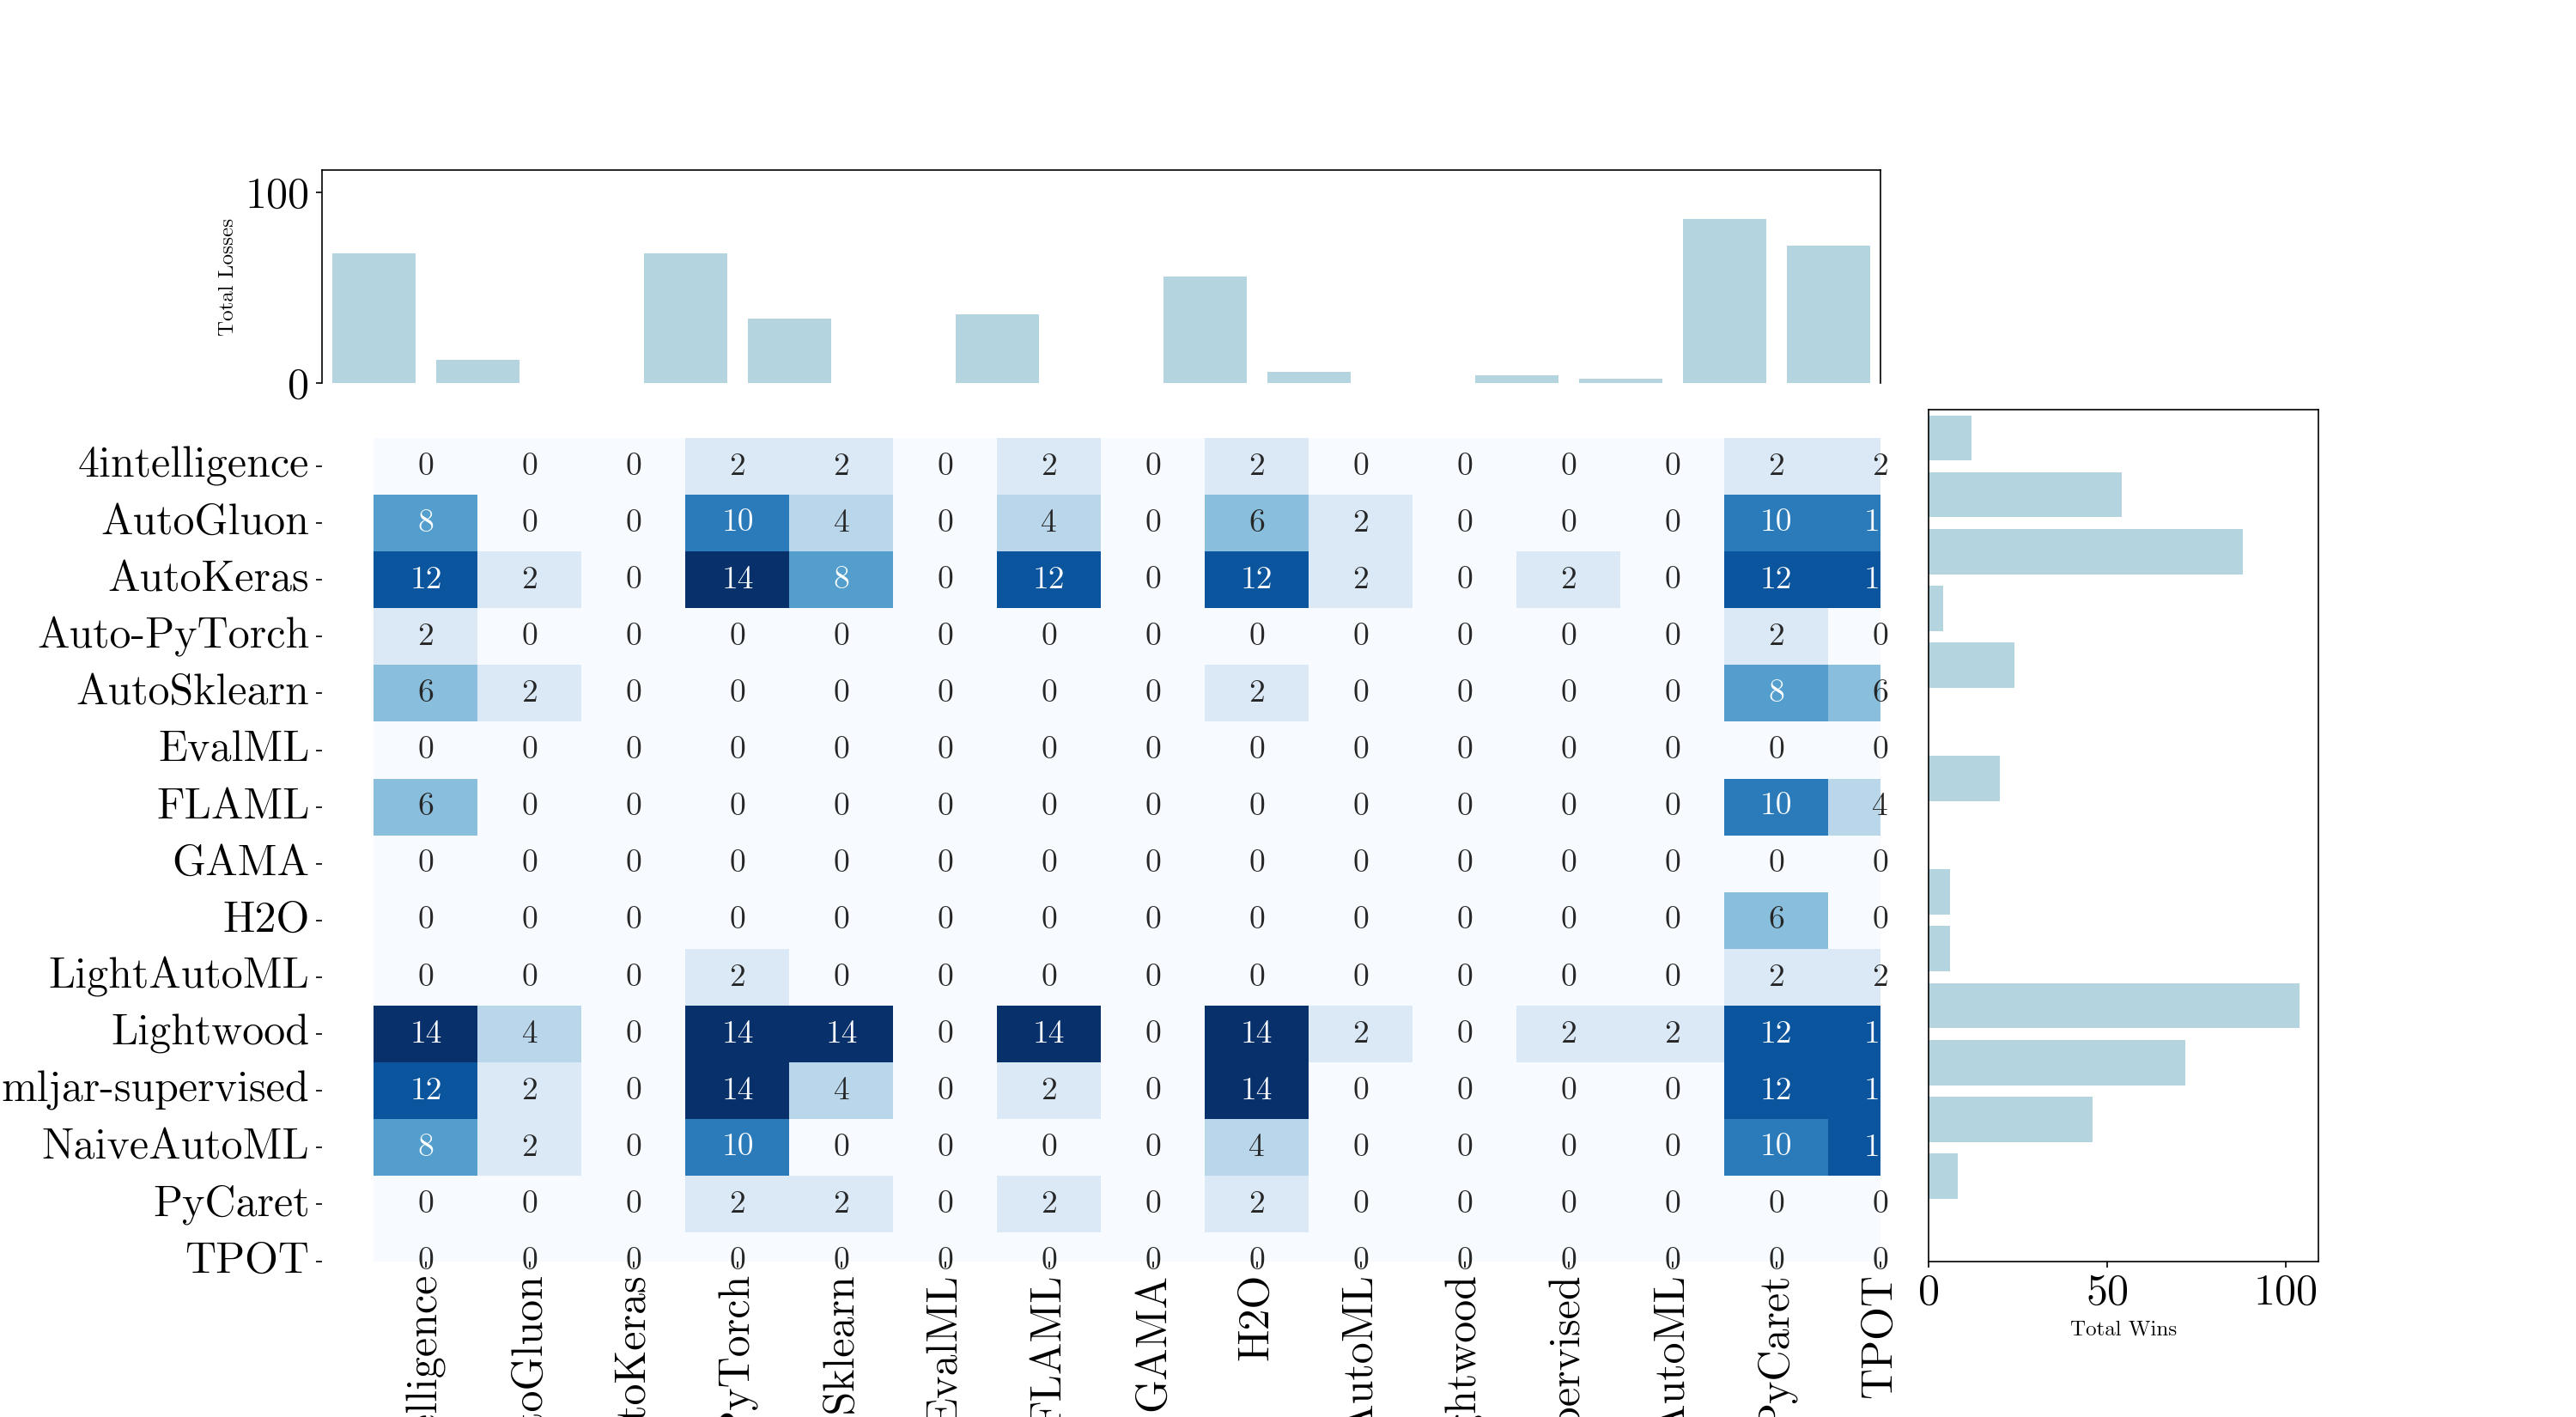 100
Total Losses
0
4intelligence 0 0 0 2 2 0 2 0 2 0 0 0 0 2 2
AutoGluon 8 0 0 10 4 0 4 0 6 2 0 0 0 10 1
AutoKeras 12 2 0 14 8 0 12 0 12 2 0 2 0 12 1
Auto-PyTorch 2 0 0 0 0 0 0 0 0 0 0 0 0 2 0
AutoSklearn 6 2 0 0 0 0 0 0 2 0 0 0 0 8 6
EvalML 0 0 0 0 0 0 0 0 0 0 0 0 0 0 0
FLAML 6 0 0 0 0 0 0 0 0 0 0 0 0 10 4
GAMA 0 0 0 0 0 0 0 0 0 0 0 0 0 0 0
H2O 0 0 0 0 0 0 0 0 0 0 0 0 0 6 0
LightAutoML 0 0 0 2 0 0 0 0 0 0 0 0 0 2 2
Lightwood 14 4 0 14 14 0 14 0 14 2 0 2 2 12 1
mljar-supervised 12 2 0 14 4 0 2 0 14 0 0 0 0 12 1
NaiveAutoML 8 2 0 10 0 0 0 0 4 0 0 0 0 10 1
PyCaret 0 0 0 2 2 0 2 0 2 0 0 0 0 0 0
TPOT 0 0 0 0 0 0 0 0 0 0 0 0 0 0 0
elligence
toGluon
toKeras
PyTorch
Sklearn
EvalML
FLAML
GAMA
H2O
AutoML
ghtwood
pervised
AutoML
PyCaret
TPOT
0 50 100
Total Wins